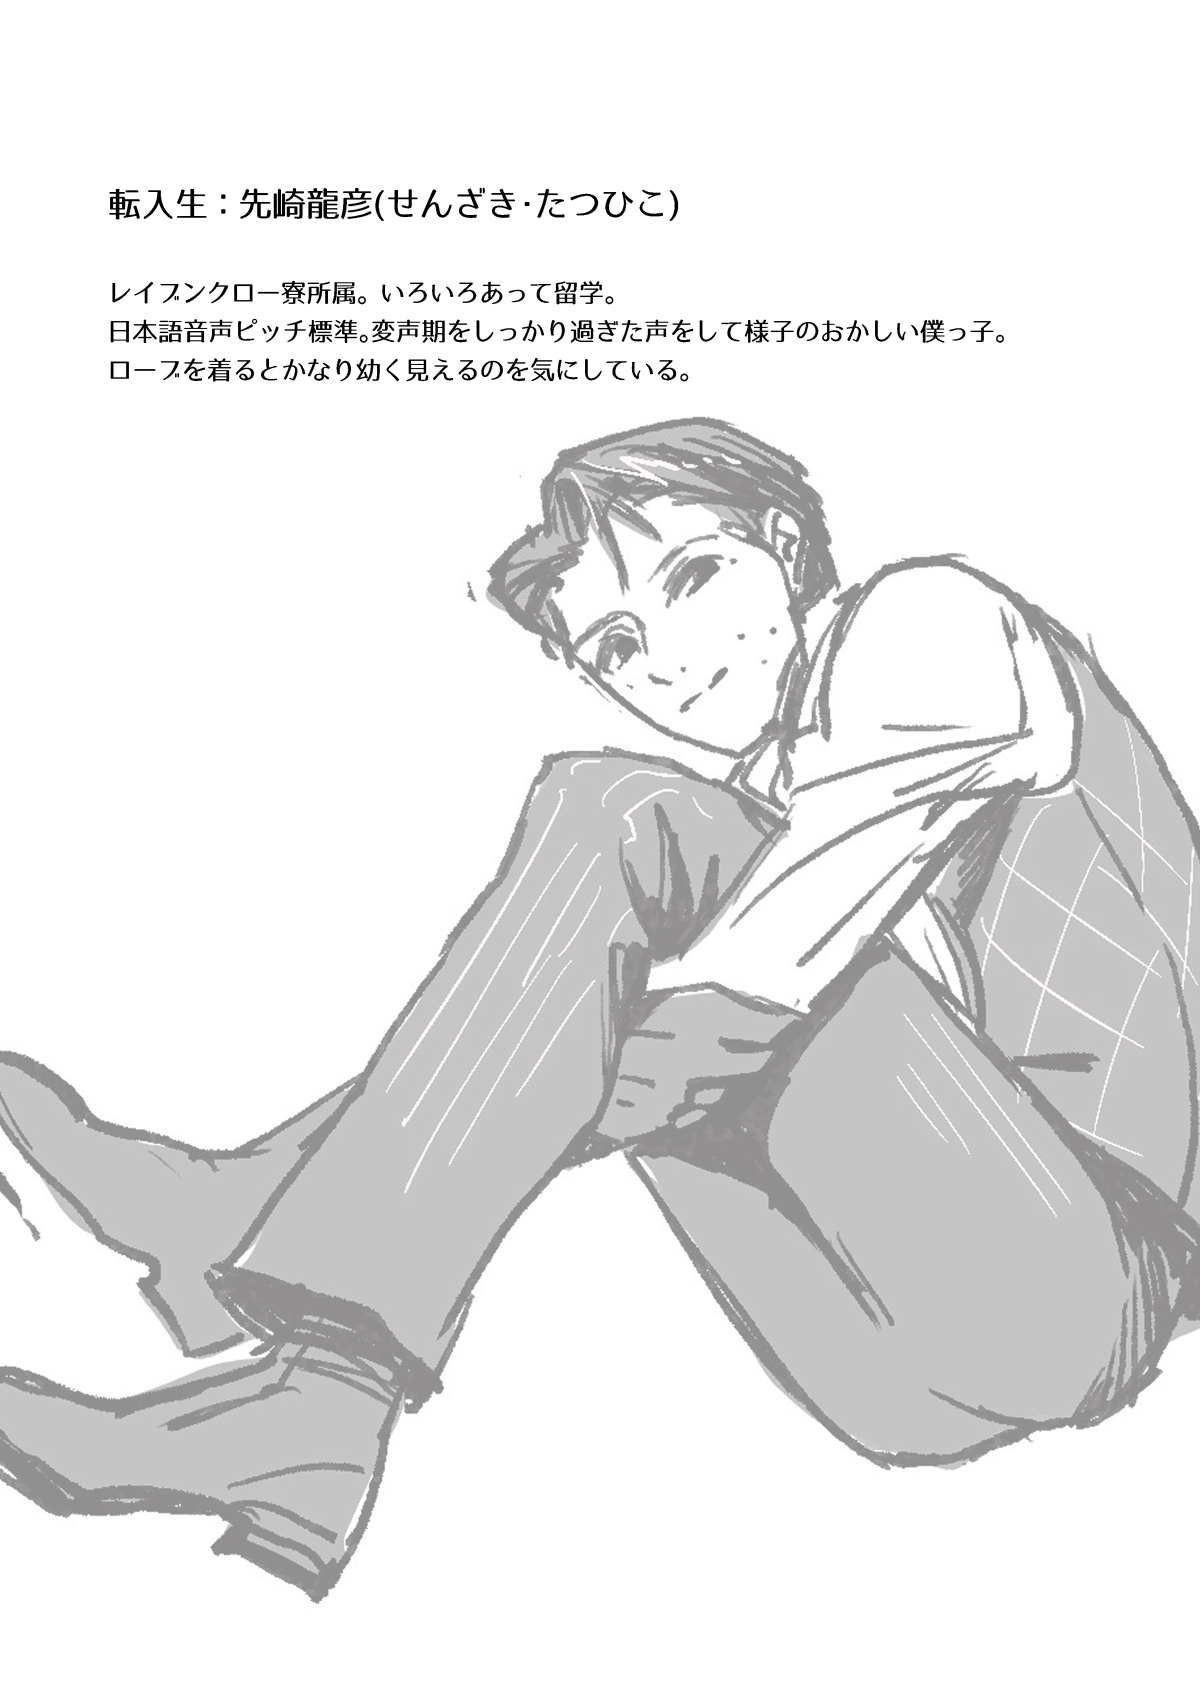 転入生：先崎龍彦(せんざき・たつひこ)
レイブンクロー寮所属。いろいろあって留学。
日本語音声ピッチ標準。変声期をしっかり過ぎた声をして様子のおかしい僕っ子。
ローブを着るとかなり幼く見えるのを気にしている。